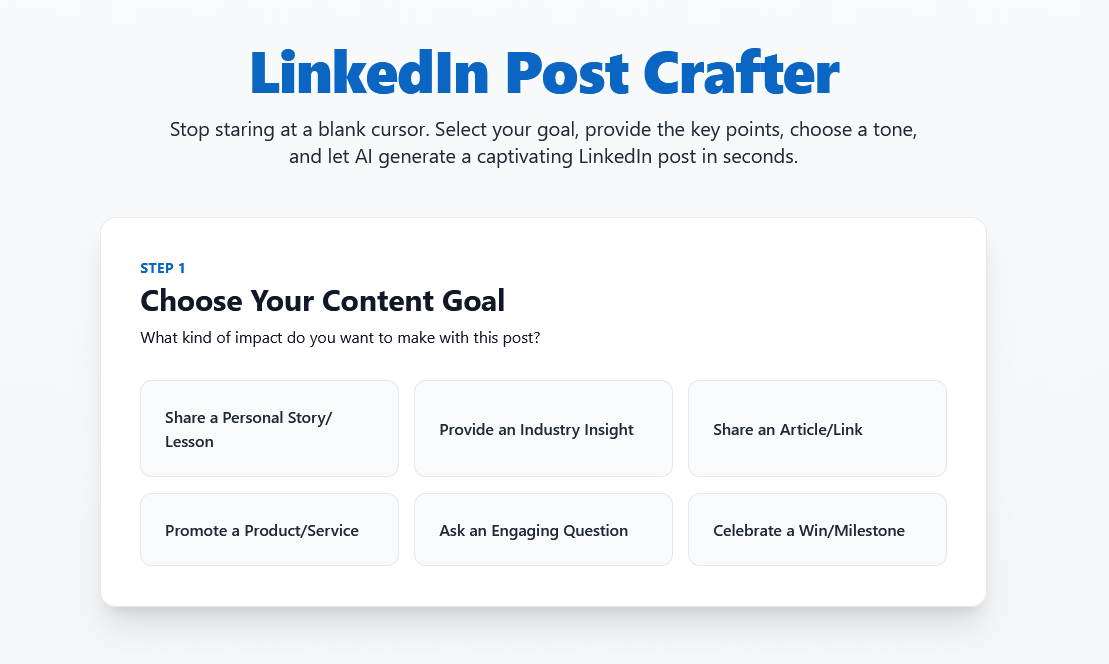 LinkedIn Post Crafter
Stop staring at a blank cursor. Select your goal, provide the key points, choose a tone,
and let AI generate a captivating LinkedIn post in seconds.
STEP 1
Choose Your Content Goal
What kind of impact do you want to make with this post?
Share a Personal Story/
Lesson
Provide an Industry Insight
Share an Article/Link
Promote a Product/Service
Ask an Engaging Question
Celebrate a Win/Milestone